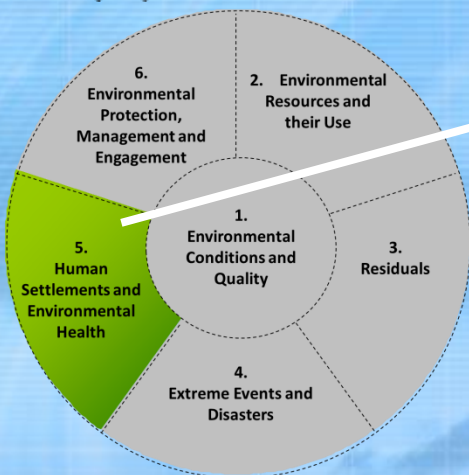 1.
Environmental
Conditions and
Quality
2. Environmental
Resources and
their Use
3.
Residuals
4.
Extreme Events and
Disasters
5.
Human
Settlements and
Environmental
Health
6.
Environmental
Protection,
Management and
Engagement